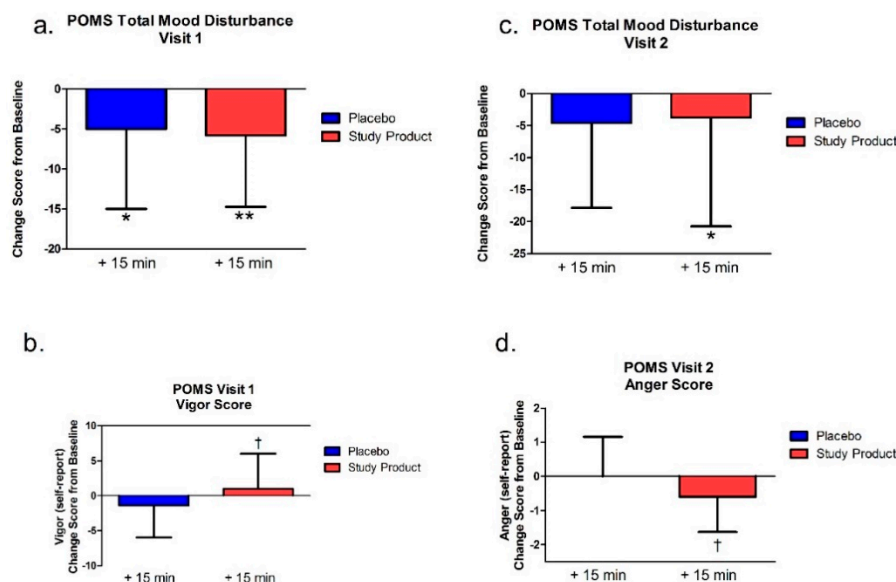 a.
POMS Total Mood Disturbance
Visit 1
Change Score from Baseline
0
-5
-10
-15
-20
*
**
+ 15 min
+ 15 min
Placebo
Study Product
c.
POMS Total Mood Disturbance
Visit 2
Change Score from Baseline
0
-5
-10
-15
-20
-25
*
+ 15 min
+ 15 min
Placebo
Study Product
b.
POMS Visit 1
Vigor Score
Vigor (self-report)
Change Score from Baseline
10
5
0
-5
-10
†
+ 15 min
+ 15 min
Placebo
Study Product
d.
POMS Visit 2
Anger Score
Anger (self-report)
Change Score from Baseline
2
1
0
-1
-2
†
+ 15 min
+ 15 min
Placebo
Study Product